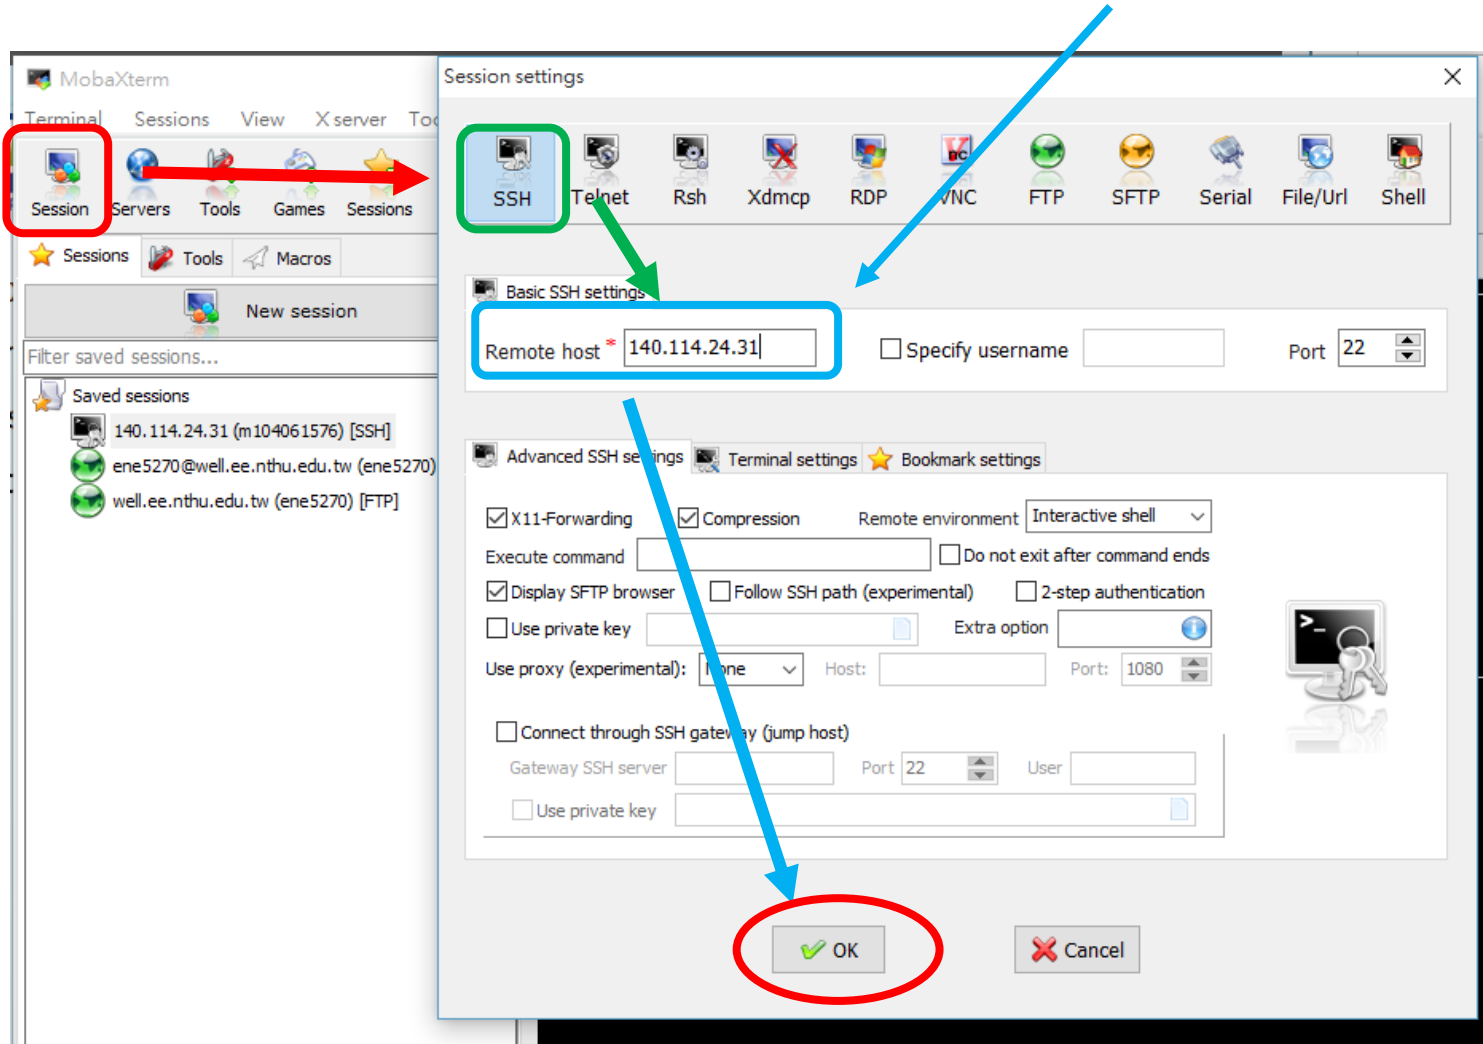 MobaXterm
Terminal Sessions View X server Too
Session Servers Tools Games Sessions
Sessions Tools Macros
New session
Filter saved sessions...
Saved sessions
140.114.24.31 (m104061576) [SSH]
ene5270@well.ee.nthu.edu.tw (ene5270)
well.ee.nthu.edu.tw (ene5270) [FTP]
Session settings
SSH Telnet Rsh Xdmcp RDP VNC FTP SFTP Serial File/Url Shell
Basic SSH settings
Remote host * 140.114.24.31 Specify username Port 22
Advanced SSH settings Terminal settings Bookmark settings
X11-Forwarding Compression Remote environment Interactive shell
Execute command Do not exit after command ends
Display SFTP browser Follow SSH path (experimental) 2-step authentication
Use private key Extra option
Use proxy (experimental): None Host: Port: 1080
Connect through SSH gateway (jump host)
Gateway SSH server Port 22 User
Use private key
OK Cancel